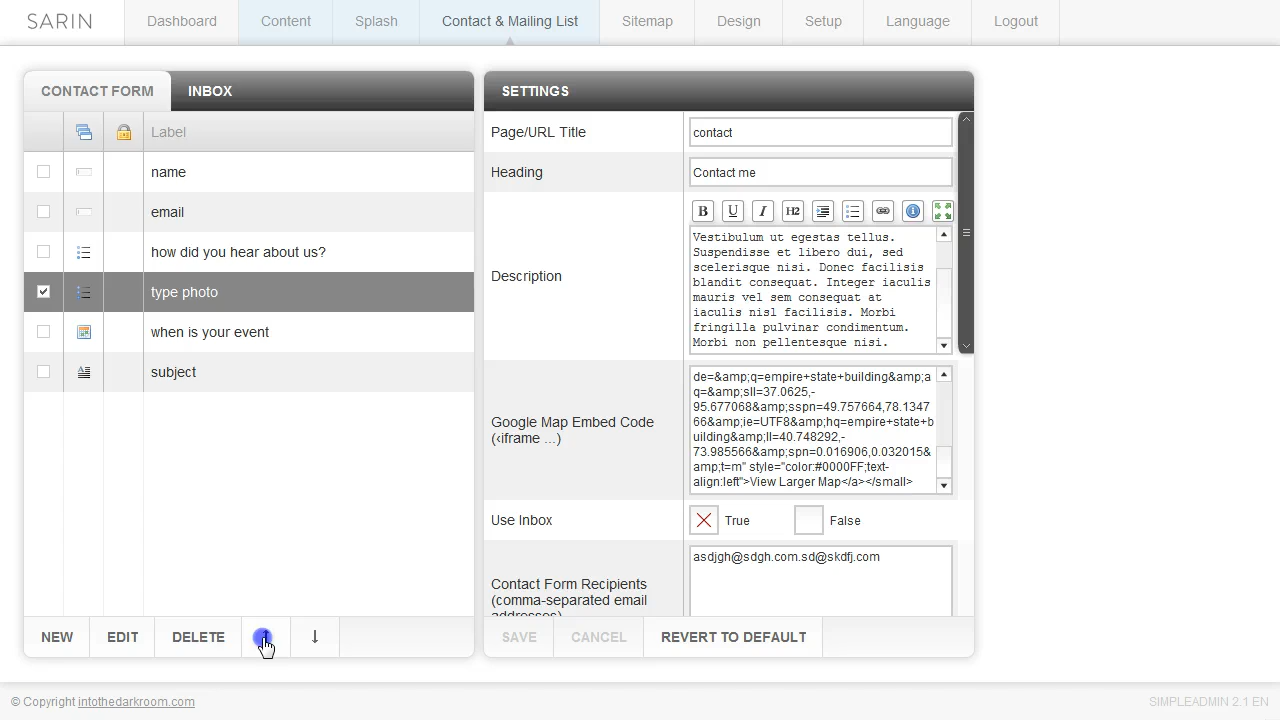 SARIN
Dashboard
Content
Splash
Contact & Mailing List
Sitemap
Design
Setup
Language
Logout
CONTACT FORM
INBOX
Label
name
email
how did you hear about us?
type photo
when is your event
subject
NEW
EDIT
DELETE
↓
SETTINGS
Page/URL Title
contact
Heading
Contact me
B U I H2
Description
Vestibulum ut egestas tellus.
Suspendisse et libero dui, sed
scelerisque nisi. Donec facilisis
blandit consequat. Integer iaculis
mauris vel sem consequat at
iaculis nisl facilisis. Morbi
fringilla pulvinar condimentum.
Morbi non pellentesque nisi.
Google Map Embed Code
(‹iframe ...)
de=&amp;q=empire+state+building&amp;a
q=&amp;sll=37.0625,-
95.677068&amp;sspn=49.757664,78.1347
66&amp;ie=UTF8&amp;hq=empire+state+b
uilding&amp;ll=40.748292,-
73.985566&amp;spn=0.016906,0.032015&
amp;t=m" style="color:#0000FF;text-
align:left">View Larger Map</a></small>
Use Inbox
True
False
Contact Form Recipients
(comma-separated email
addresses)
asdjgh@sdgh.com.sd@skdfj.com
SAVE
CANCEL
REVERT TO DEFAULT
© Copyright intothedarkroom.com
SIMPLEADMIN 2.1 EN